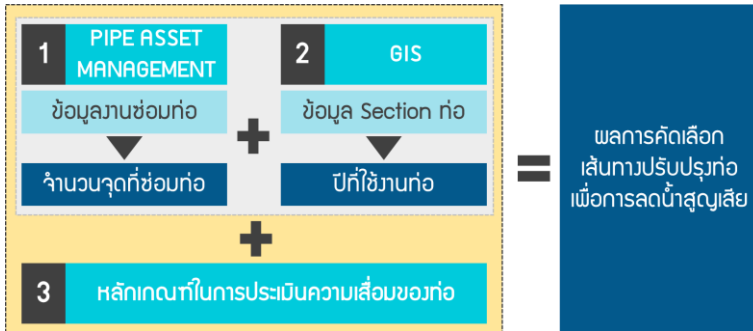 1
PIPE ASSET
MANAGEMENT
ข้อมูลงานซ่อมท่อ
จำนวนจุดที่ซ่อมท่อ
+
2
GIS
ข้อมูล Section ท่อ
ปีที่ใช้งานท่อ
+
3
หลักเกณฑ์ในการประเมินความเสื่อมของท่อ
=
ผลการคัดเลือก
เส้นทางปรับปรุงท่อ
เพื่อการลดน้ำสูญเสีย